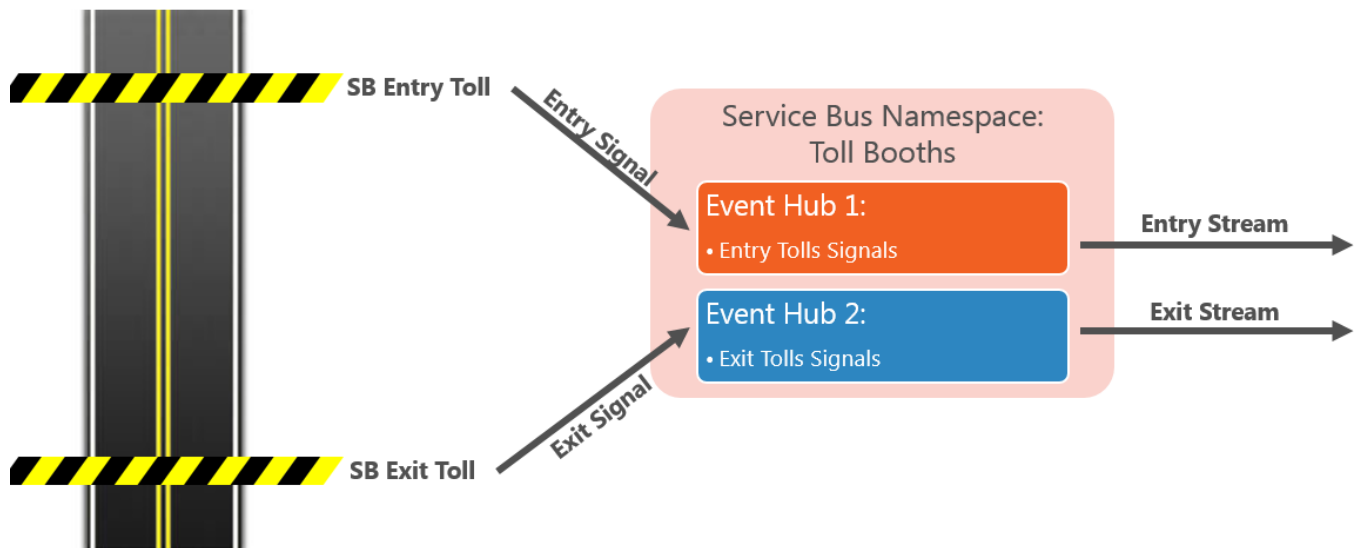 SB Entry Toll
Entry Signal
Service Bus Namespace:
Toll Booths
Event Hub 1:
• Entry Tolls Signals
Entry Stream
Event Hub 2:
• Exit Tolls Signals
Exit Stream
Exit Signal
SB Exit Toll